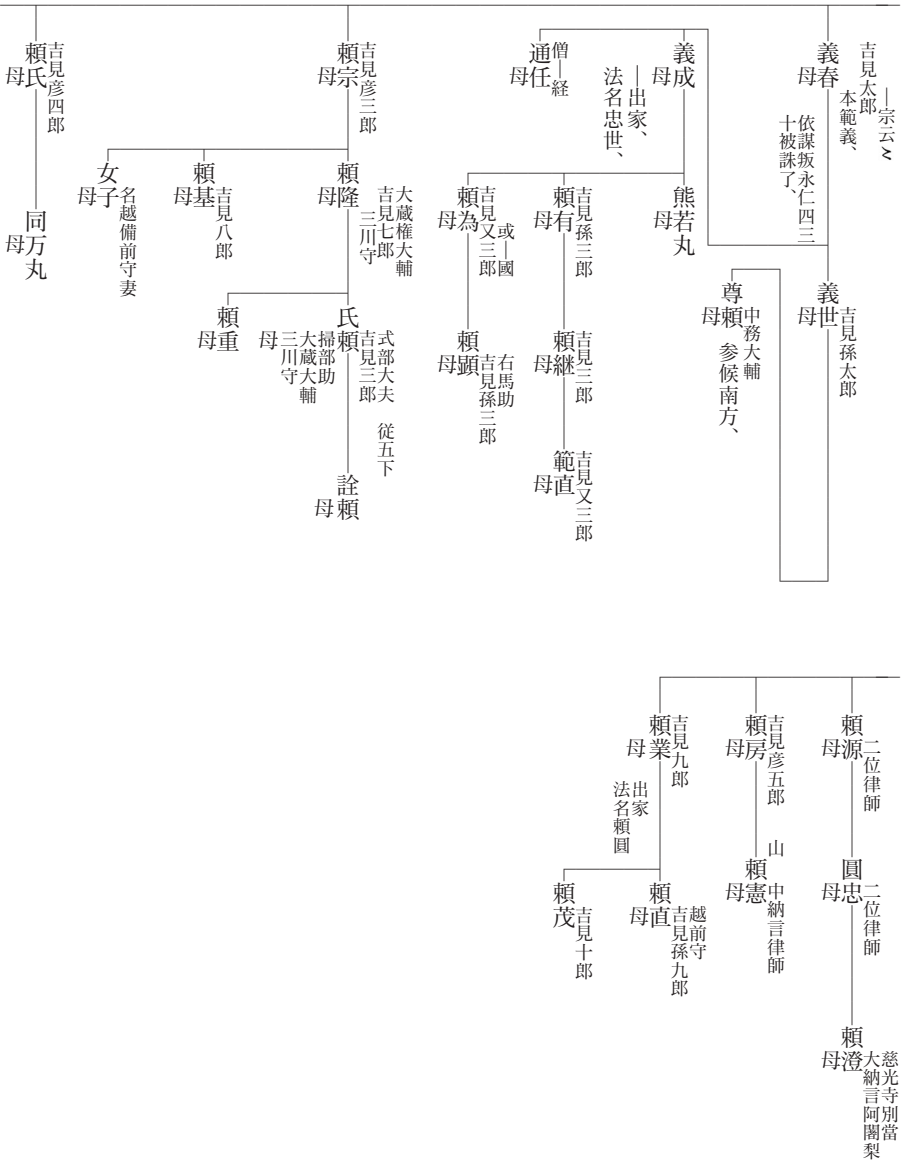 ―宗云〻
吉見太郎
本範義、
義春
母
依謀叛永仁四三
十被誅了、
吉見孫太郎
義世
母
中務大輔
尊頼
母
参候南方、
義成
母
―出家、
法名忠世、
熊若丸
母
吉見孫三郎
頼有
母
吉見三郎
頼継
母
吉見又三郎
範直
母
或―國
吉見又三郎
頼為
母
右馬助
吉見孫三郎
頼顕
母
僧―経
通任
母
吉見彦三郎
頼宗
母
大蔵権大輔
吉見七郎
三川守
頼隆
母
式部大夫 従五下
吉見三郎
氏頼
掃部助
大蔵大輔
三川守
母
詮頼
母
頼重
母
吉見八郎
頼基
母
女子
母
名越備前守妻
吉見彦四郎
頼氏
母
同万丸
母
二位律師
頼源
母
二位律師
圓忠
母
慈光寺別當
大納言阿闍梨
頼澄
母
吉見彦五郎
頼房
母
山
中納言律師
頼憲
母
吉見九郎
頼業
母
出家
法名頼圓
越前守
吉見孫九郎
頼直
母
吉見十郎
頼茂